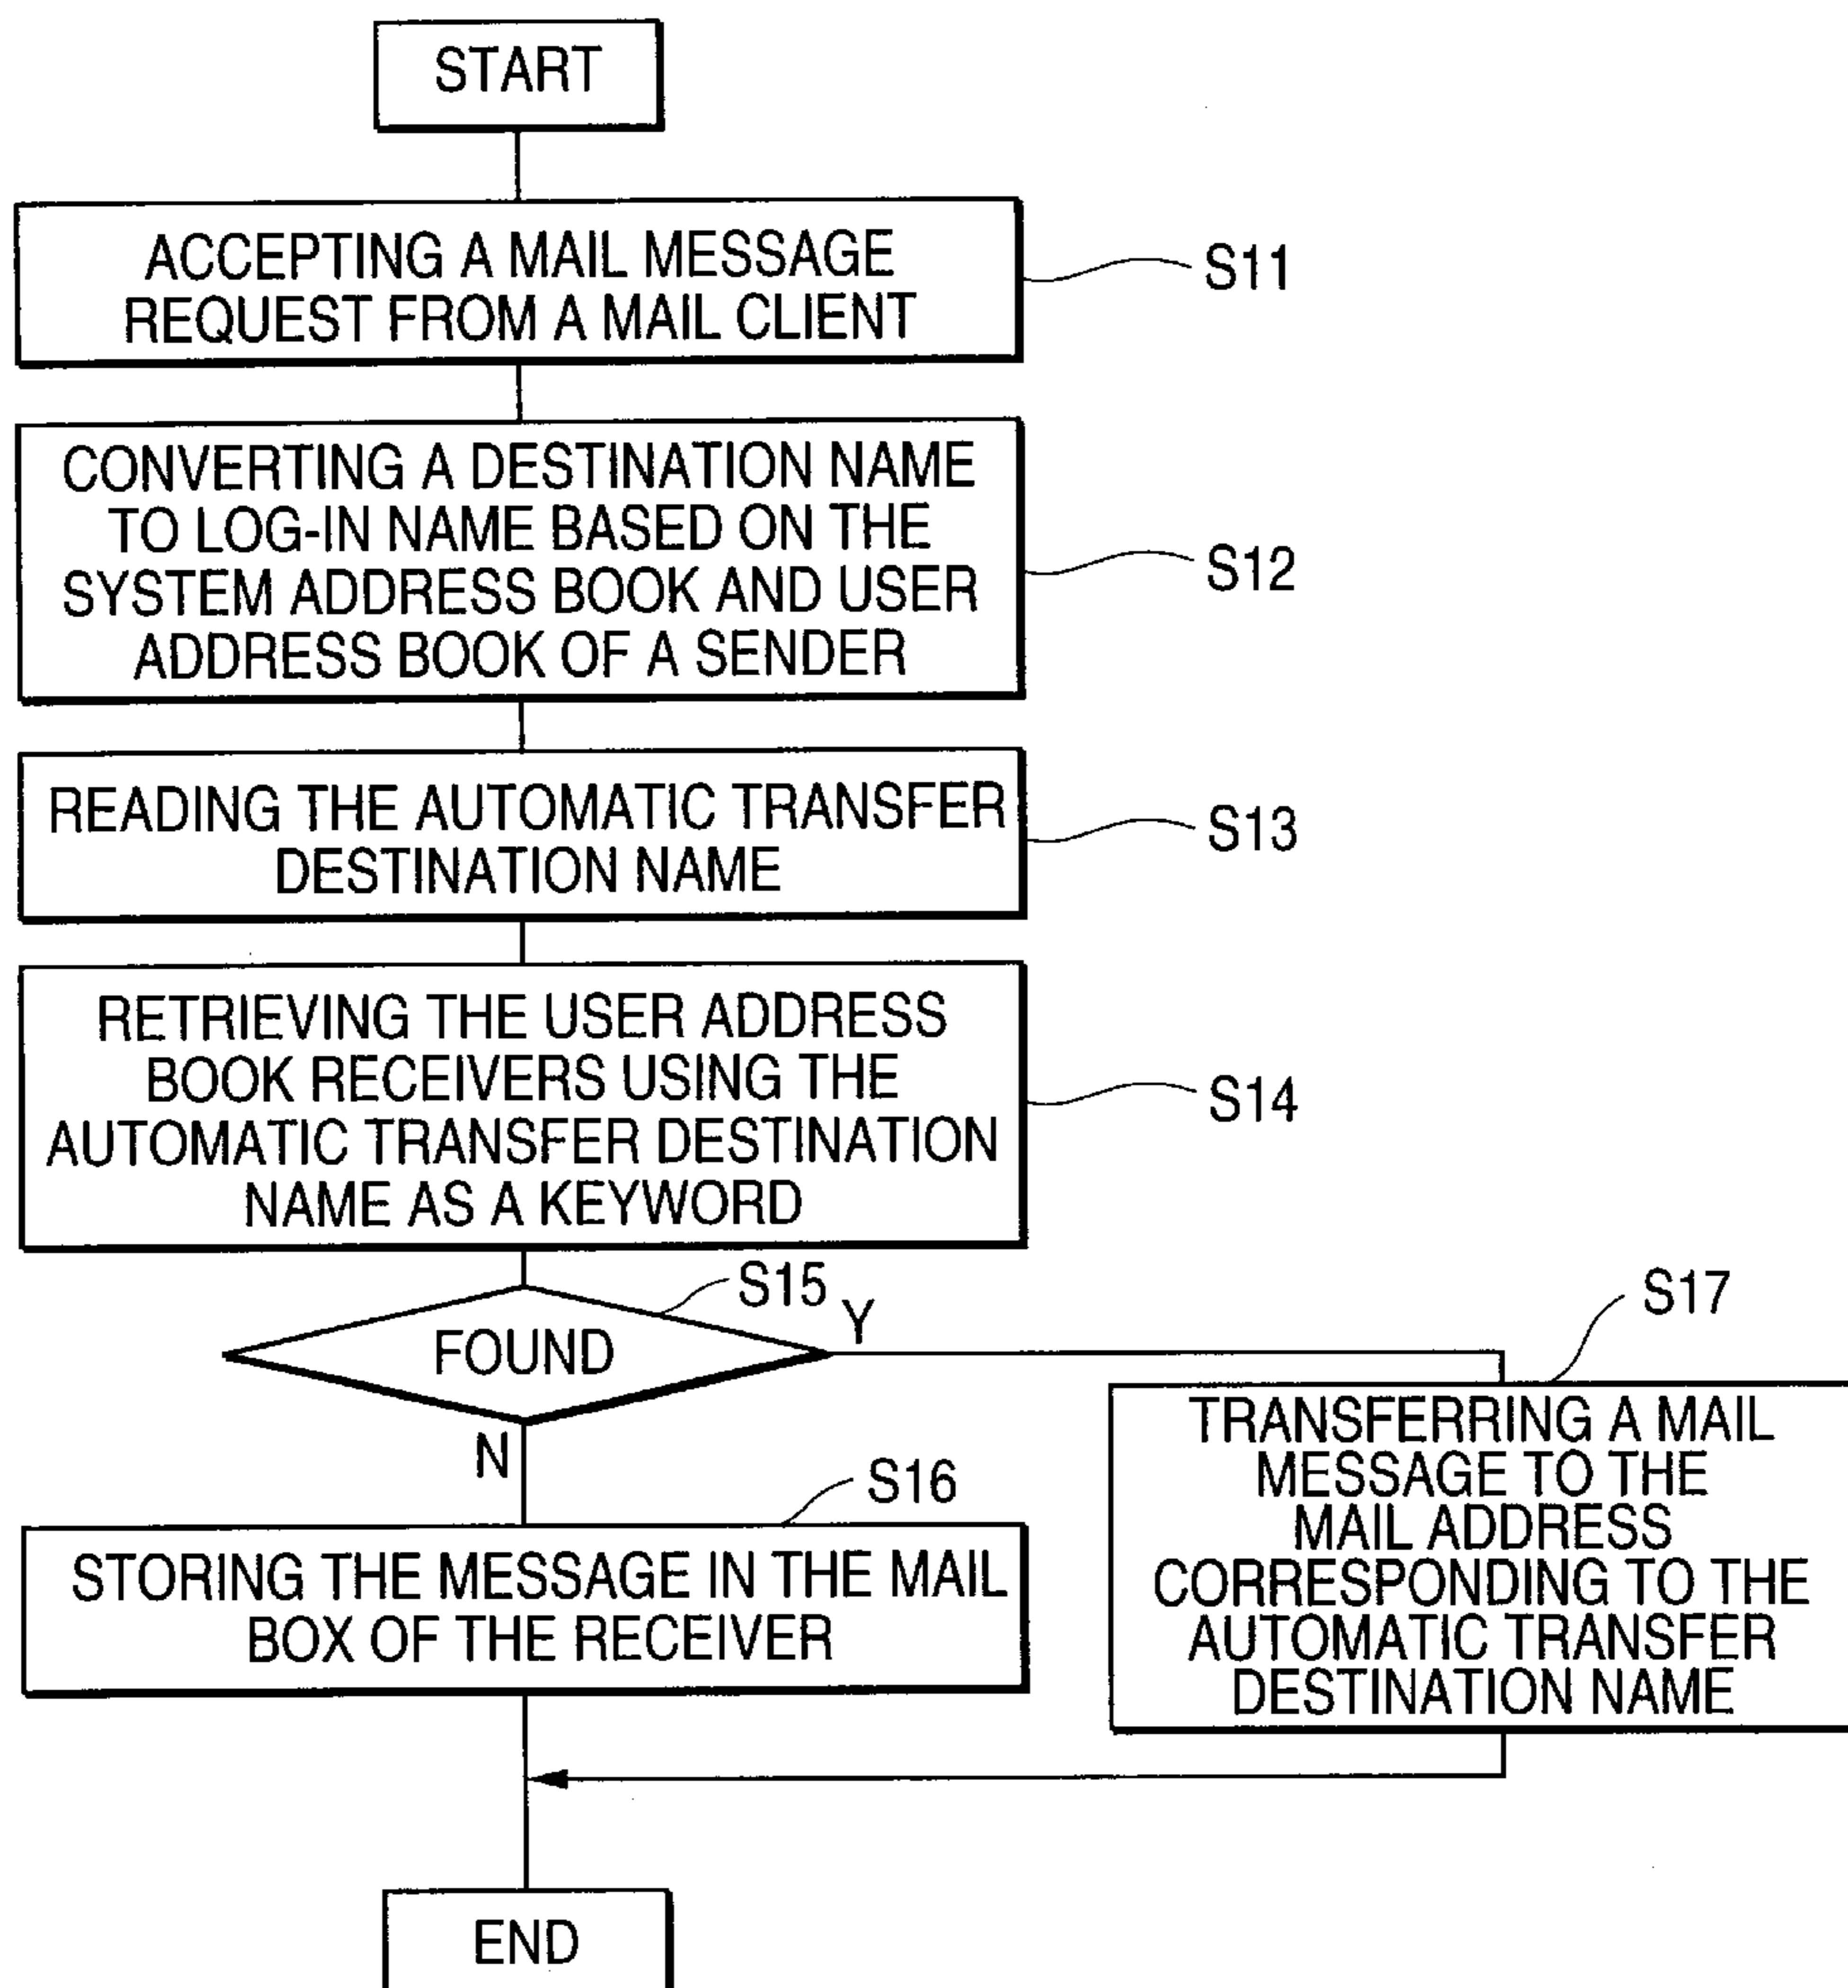 START
ACCEPTING A MAIL MESSAGE
REQUEST FROM A MAIL CLIENT
S11
CONVERTING A DESTINATION NAME
TO LOG-IN NAME BASED ON THE
SYSTEM ADDRESS BOOK AND USER
ADDRESS BOOK OF A SENDER
S12
READING THE AUTOMATIC TRANSFER
DESTINATION NAME
S13
RETRIEVING THE USER ADDRESS
BOOK RECEIVERS USING THE
AUTOMATIC TRANSFER DESTINATION
NAME AS A KEYWORD
S14
S15
FOUND
Y
N
S17
TRANSFERRING A MAIL
MESSAGE TO THE
MAIL ADDRESS
CORRESPONDING TO THE
AUTOMATIC TRANSFER
DESTINATION NAME
S16
STORING THE MESSAGE IN THE MAIL
BOX OF THE RECEIVER
END